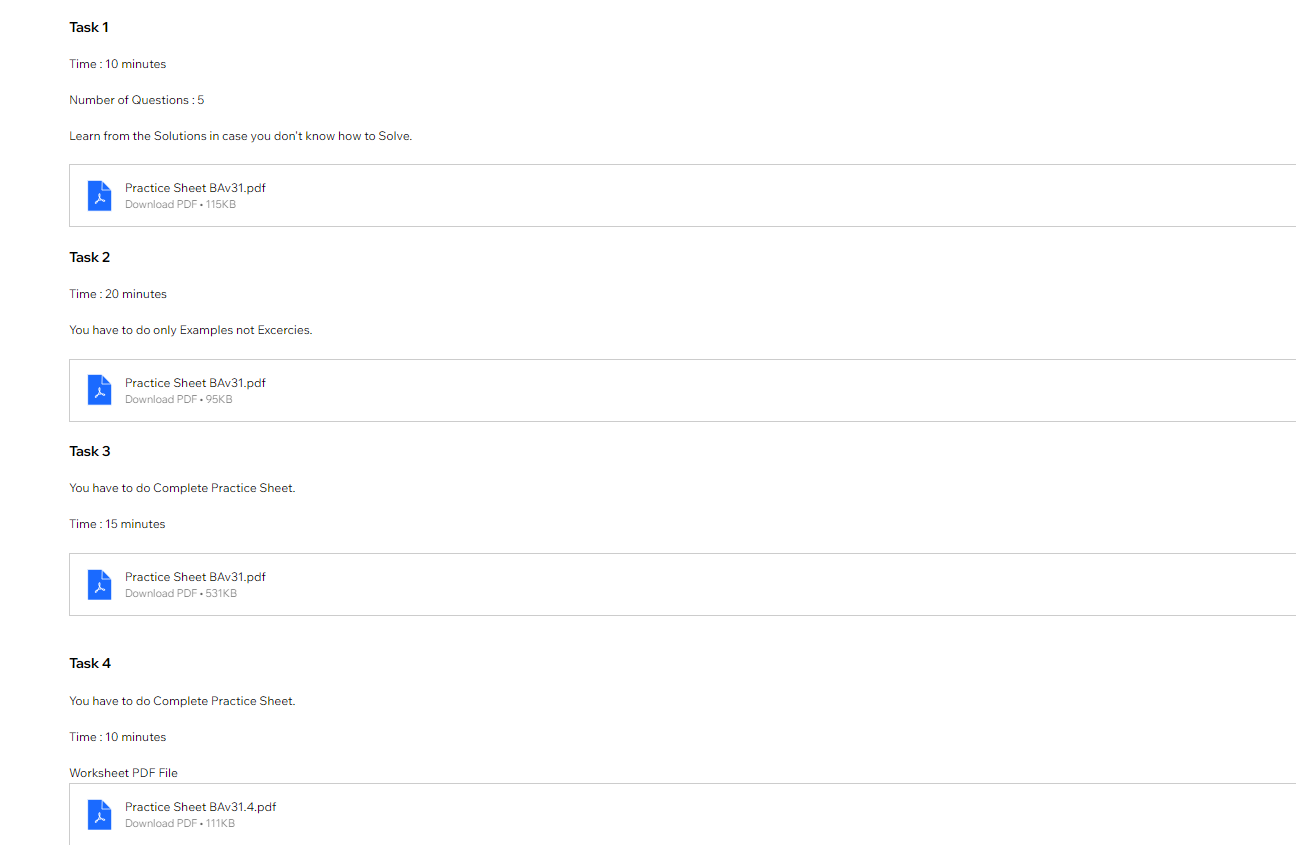 Task 1
Time : 10 minutes
Number of Questions : 5
Learn from the Solutions in case you don't know how to Solve.
Practice Sheet BAv31.pdf
Download PDF • 115KB
Task 2
Time : 20 minutes
You have to do only Examples not Excercies.
Practice Sheet BAv31.pdf
Download PDF • 95KB
Task 3
You have to do Complete Practice Sheet.
Time : 15 minutes
Practice Sheet BAv31.pdf
Download PDF • 531KB
Task 4
You have to do Complete Practice Sheet.
Time : 10 minutes
Worksheet PDF File
Practice Sheet BAv31.4.pdf
Download PDF • 111KB